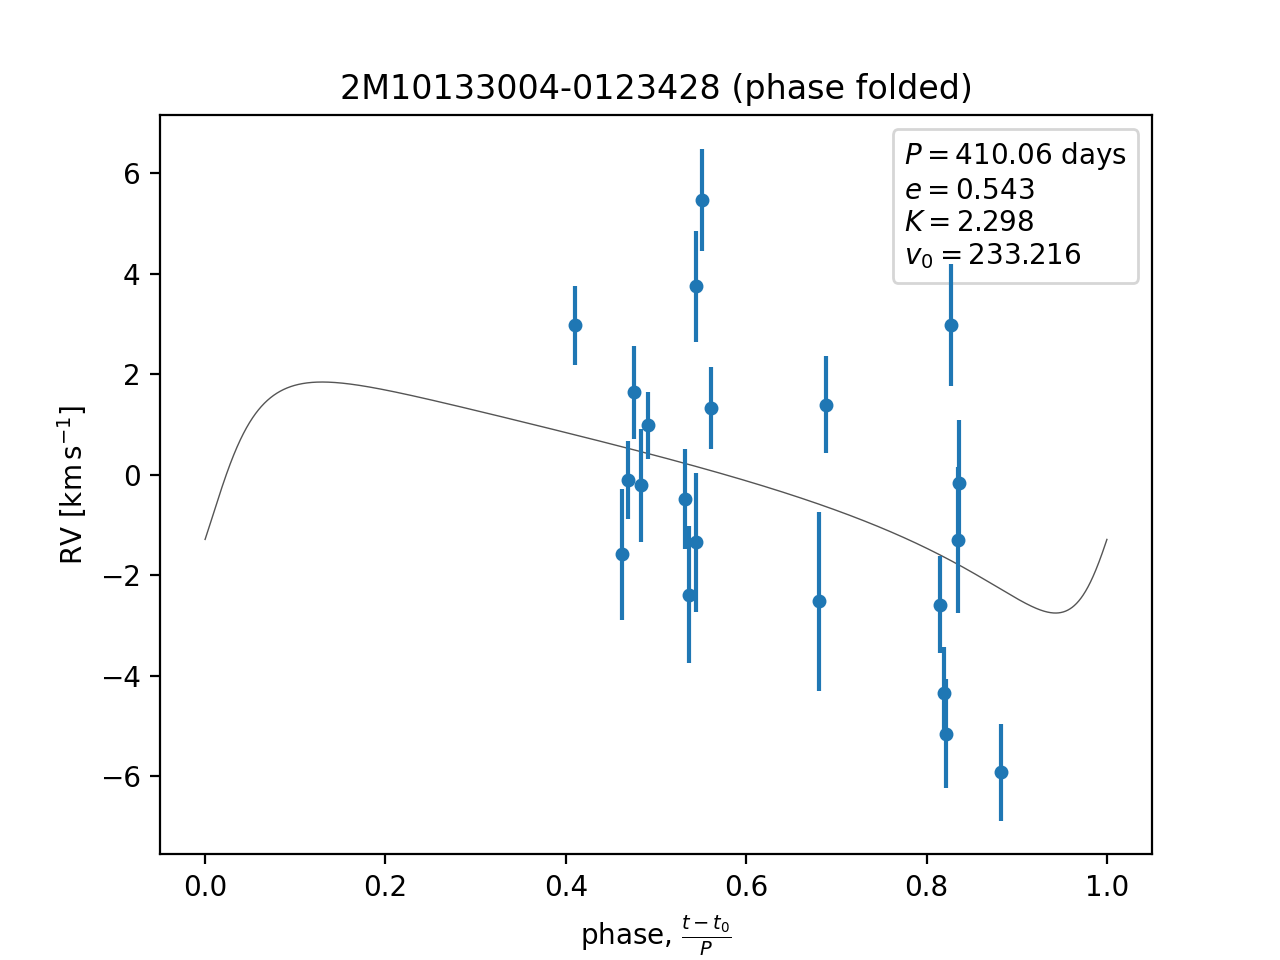 2M10133004-0123428 (phase folded)
P = 410.06 days
e = 0.543
K = 2.298
v₀ = 233.216
RV [km s⁻¹]
6
4
2
0
−2
−4
−6
0.0 0.2 0.4 0.6 0.8 1.0
phase, (t − t₀)/P